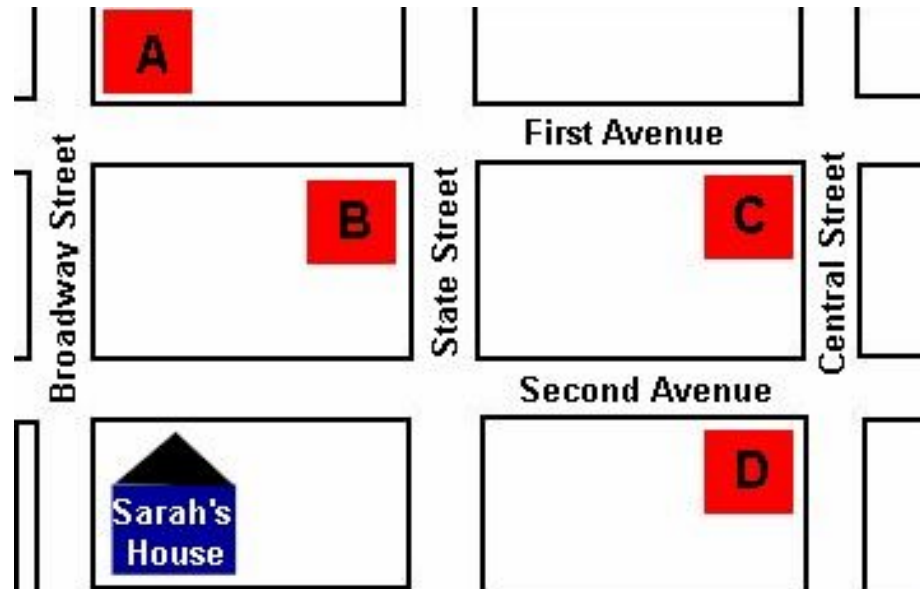 A
First Avenue
Broadway Street
B
State Street
C
Central Street
Second Avenue
Sarah's
House
D